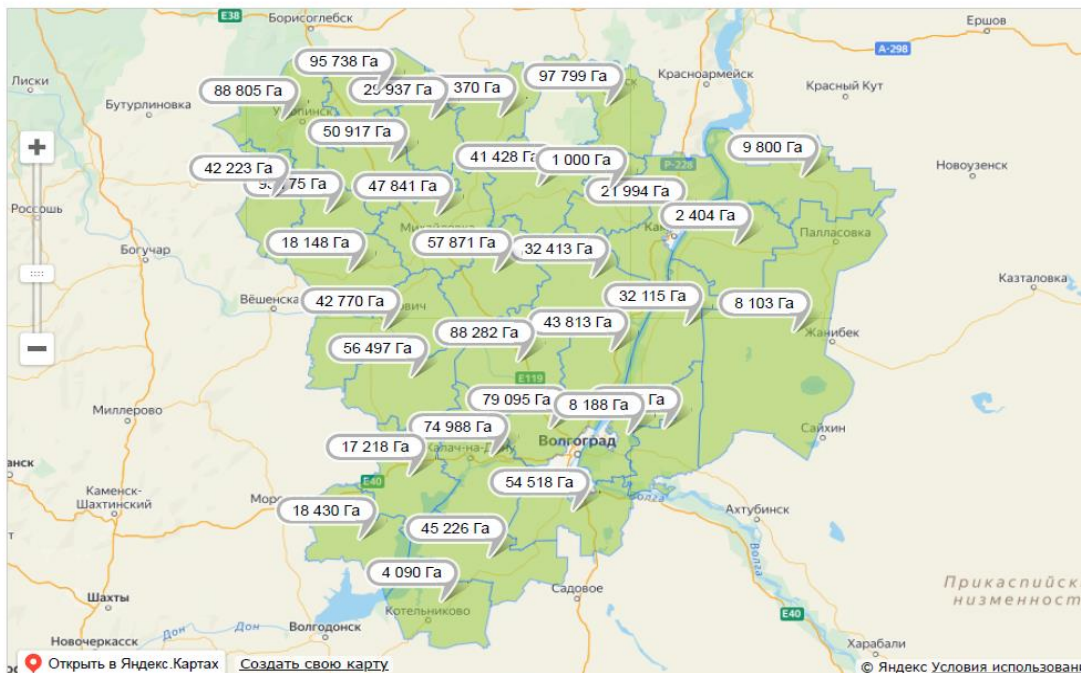 E38
Борисоглебск
Ершов
А-298
95 738 Га
Лиски
88 805 Га
29 937 Га
370 Га
97 799 Га
Красноармейск
Красный Кут
Бутурлиновка
50 917 Га
41 428 Га
1 000 Га
Р-228
9 800 Га
42 223 Га
47 841 Га
21 994 Га
Новоузенск
Россошь
2 404 Га
Палласовка
Богучар
18 148 Га
57 871 Га
32 413 Га
Казталовка
42 770 Га
32 115 Га
8 103 Га
88 282 Га
43 813 Га
Жанибек
56 497 Га
E119
Миллерово
79 095 Га
8 188 Га
Га
74 988 Га
Волгоград
Сайхин
17 218 Га
E40
Каменск-
Шахтинский
54 518 Га
Волга
Ахтубинск
18 430 Га
45 226 Га
Волга
4 090 Га
Садовое
Шахты
Котельниково
E40
Новочеркасск
Дон
Дон
Волгодонск
Харабали
Открыть в Яндекс.Картах
Создать свою карту
© Яндекс Условия использовани